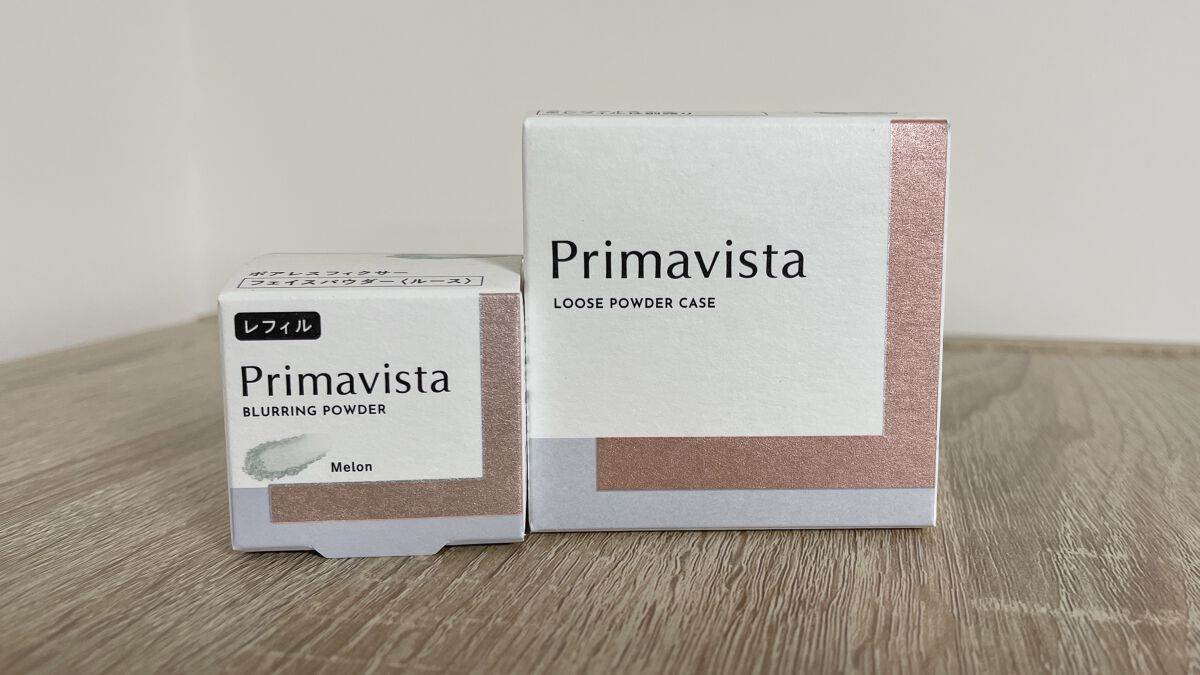 ポアレスフィクサー
フェイスパウダー〈ルース〉
レフィル
Primavista
BLURRING POWDER
Melon
Primavista
LOOSE POWDER CASE